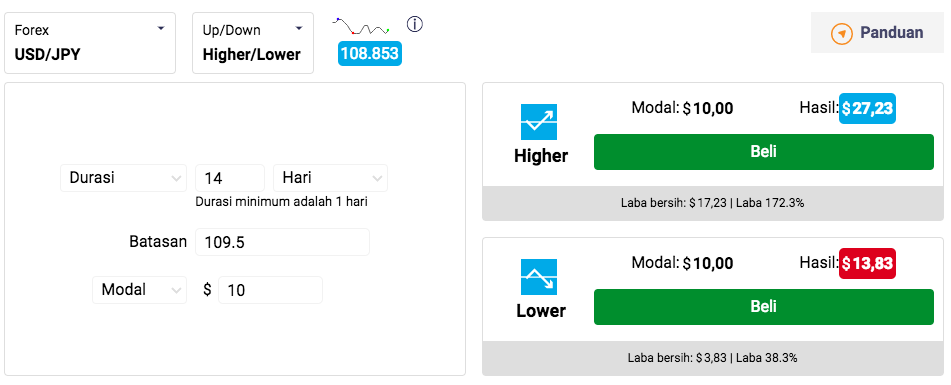 Forex
USD/JPY
Up/Down
Higher/Lower
108.853
Panduan
Durasi 14 Hari
Durasi minimum adalah 1 hari
Batasan 109.5
Modal $ 10
Higher
Modal: $10,00 Hasil: $27,23
Beli
Laba bersih: $17,23 | Laba 172.3%
Lower
Modal: $10,00 Hasil: $13,83
Beli
Laba bersih: $3,83 | Laba 38.3%